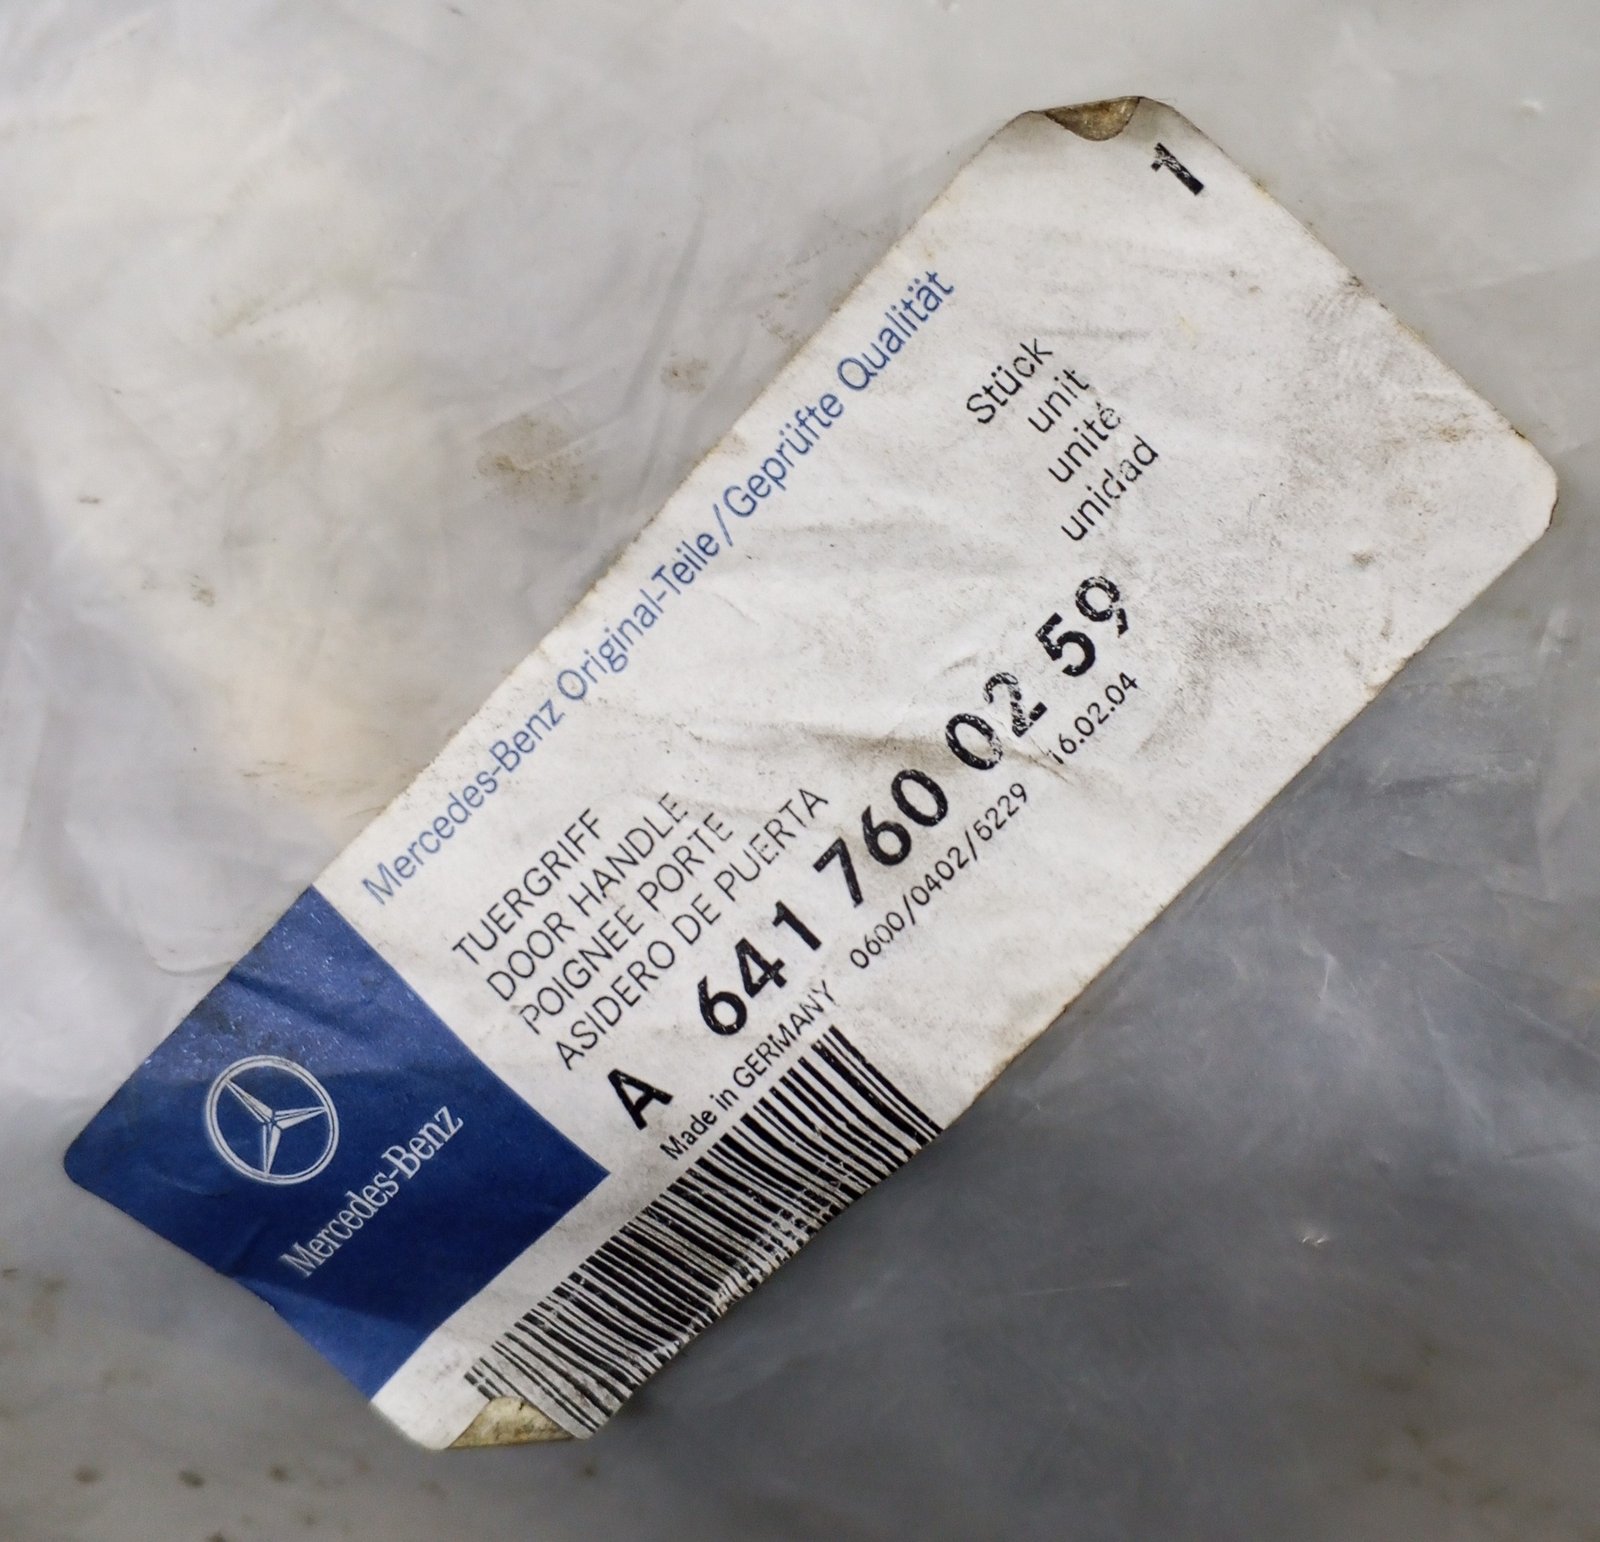 Mercedes-Benz
Mercedes-Benz Original-Teile/Geprüfte Qualität
1
TUERGRIFF
DOOR HANDLE
POIGNEE PORTE
ASIDERO DE PUERTA
Stück
unit
unité
unidad
A 641 760 02 59
Made in GERMANY 0600/0402/5229 16.02.04